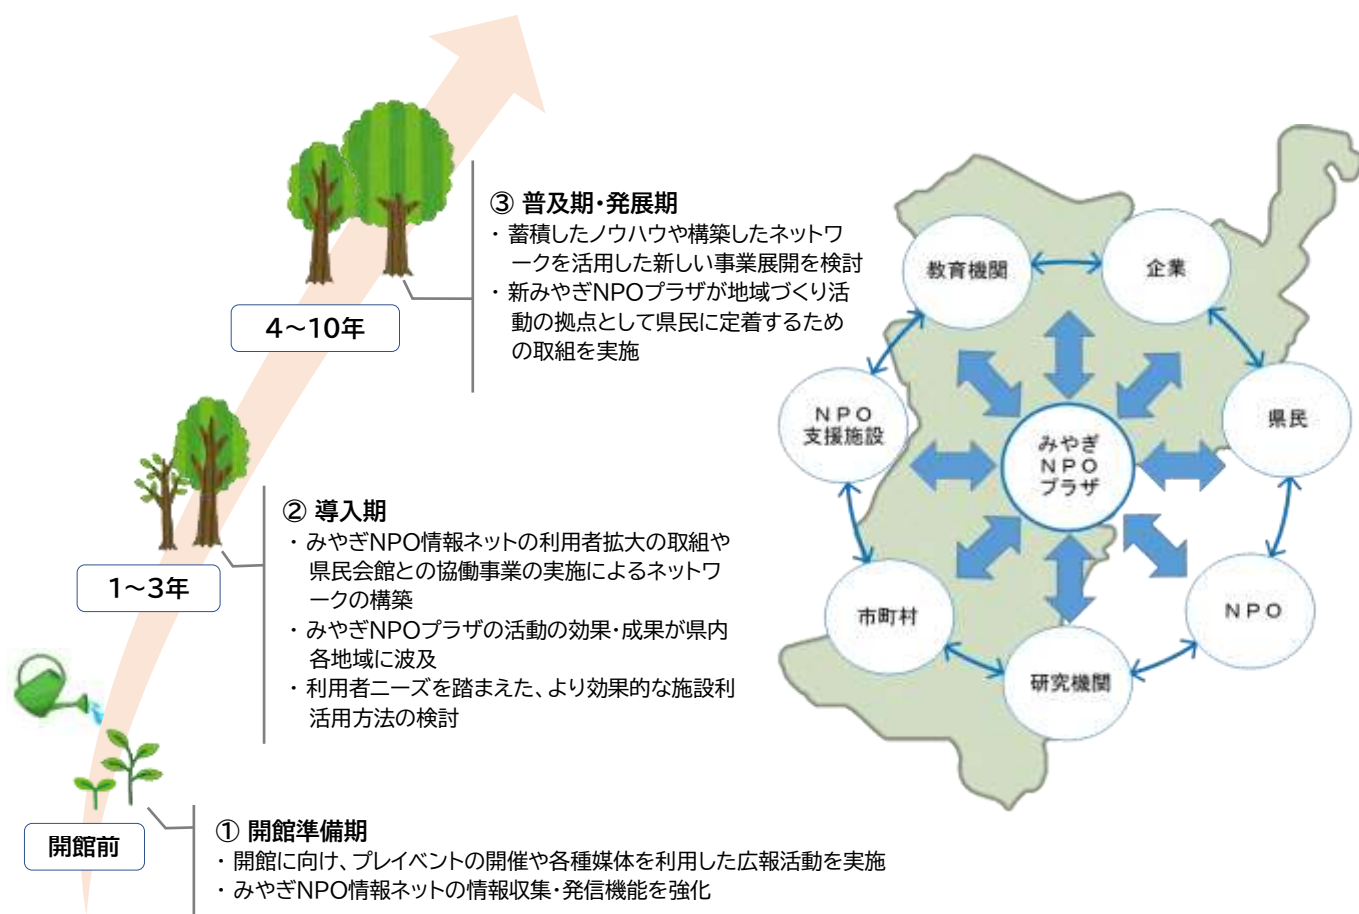 ③ 普及期・発展期
・ 蓄積したノウハウや構築したネットワ
ークを活用した新しい事業展開を検討
・ 新みやぎNPOプラザが地域づくり活
動の拠点として県民に定着するため
の取組を実施
4～10年
② 導入期
・ みやぎNPO情報ネットの利用者拡大の取組や
県民会館との協働事業の実施によるネットワ
ークの構築
・ みやぎNPOプラザの活動の効果・成果が県内
各地域に波及
・ 利用者ニーズを踏まえた、より効果的な施設利
活用方法の検討
1～3年
① 開館準備期
・ 開館に向け、プレイベントの開催や各種媒体を利用した広報活動を実施
・ みやぎNPO情報ネットの情報収集・発信機能を強化
開館前
教育機関
企業
NPO
支援施設
みやぎ
NPO
プラザ
県民
市町村
NPO
研究機関